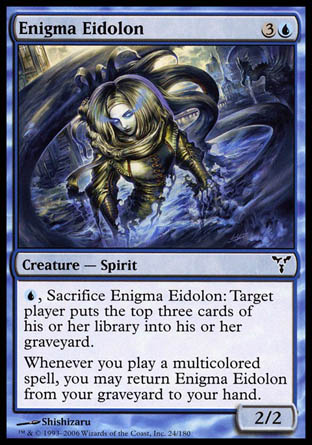 Enigma Eidolon 3
Creature — Spirit
, Sacrifice Enigma Eidolon: Target
player puts the top three cards of
his or her library into his or her
graveyard.
Whenever you play a multicolored
spell, you may return Enigma Eidolon
from your graveyard to your hand.
2/2
Shishizaru
™ & © 1993–2006 Wizards of the Coast, Inc. 24/180